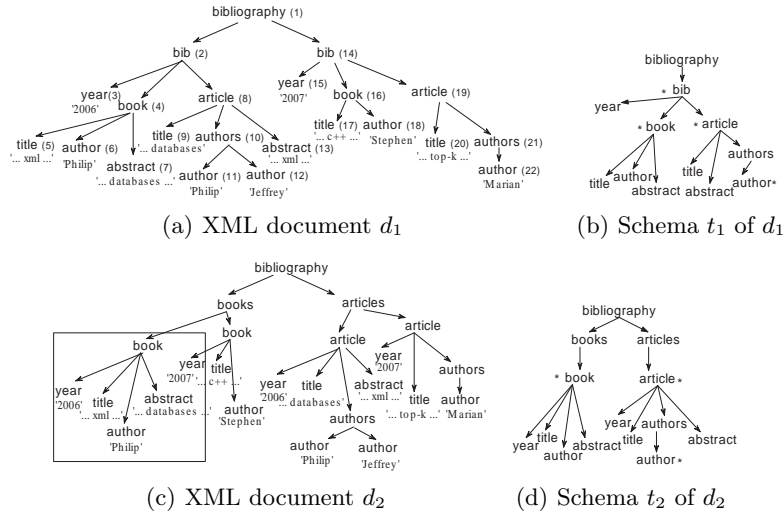 bibliography (1)
bib (2) bib (14)
year(3) book (4) article (8) year (15) book (16) article (19)
'2006' '2007'
title (5) author (6) abstract (7) title (9) authors (10) abstract (13) title (17) author (18) title (20) authors (21)
'... xml ...' 'Philip' '... databases ...' '... databases' '... xml ...' '... c++ ...' 'Stephen' '... top-k ...'
author (11) author (12) author (22)
'Philip' 'Jeffrey' 'Marian'
bibliography
* bib
year
* book * article
title author abstract title abstract authors
author*
(a) XML document d1 (b) Schema t1 of d1
bibliography
books articles
book book article article
year title abstract author year title author year title abstract authors year title authors
'2006' '... xml ...' '... databases ...' 'Philip' '2007' '... c++ ...' 'Stephen' '2006' '... databases' '... xml ...' '2007' '... top-k ...'
author author author
'Philip' 'Jeffrey' 'Marian'
bibliography
books articles
* book article *
year title author abstract year title authors abstract
author *
(c) XML document d2 (d) Schema t2 of d2